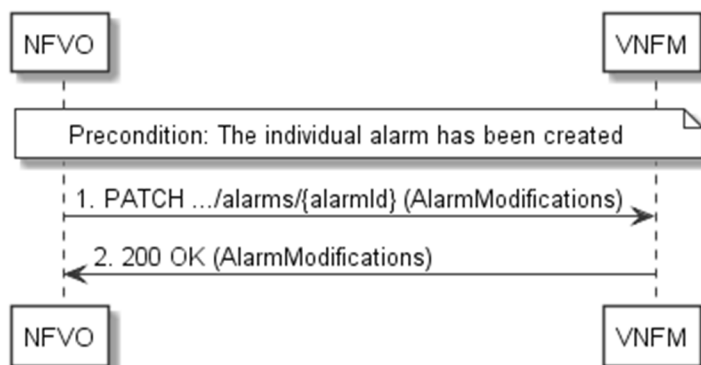 NFVO VNFM
Precondition: The individual alarm has been created
1. PATCH .../alarms/{alarmId} (AlarmModifications)
2. 200 OK (AlarmModifications)
NFVO VNFM